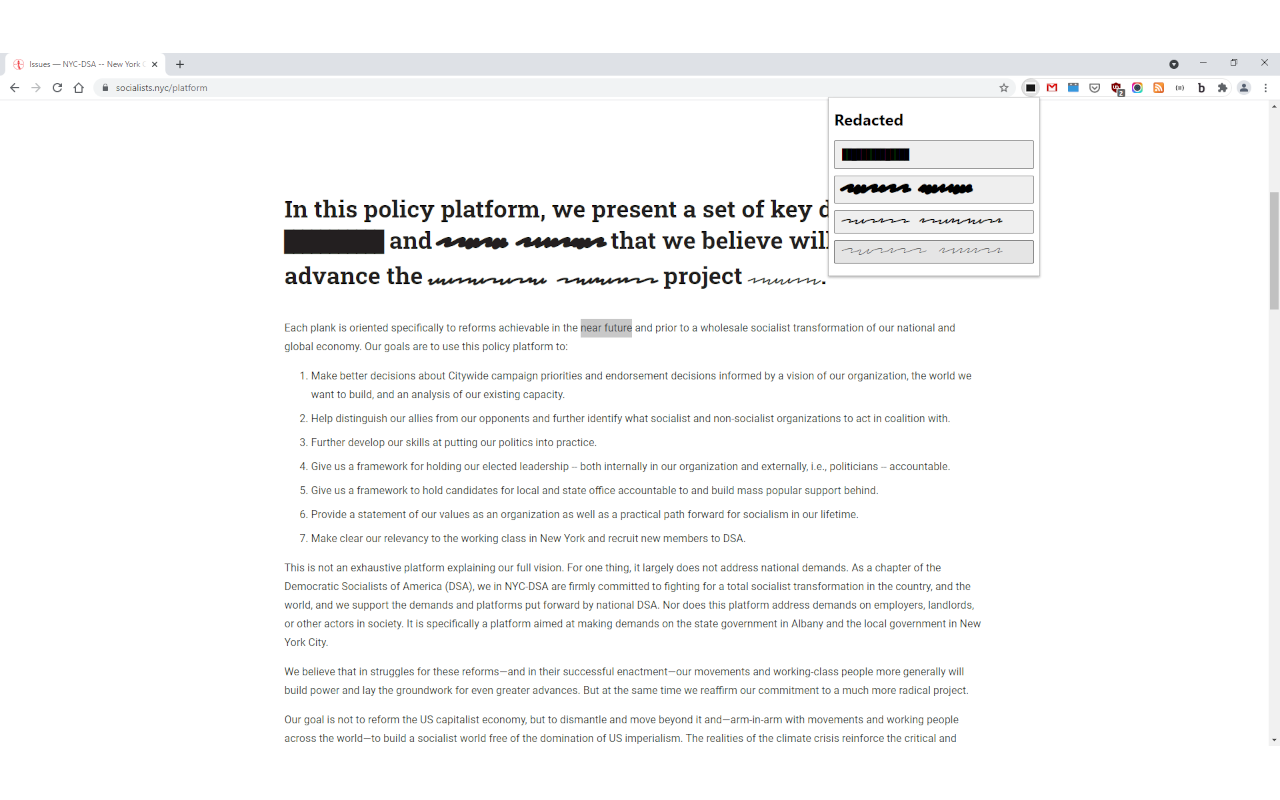 Issues — NYC-DSA -- New York C
socialists.nyc/platform
2
b
Redacted
In this policy platform, we present a set of key d
and that we believe will
advance the project .
Each plank is oriented specifically to reforms achievable in the near future and prior to a wholesale socialist transformation of our national and
global economy. Our goals are to use this policy platform to:
1. Make better decisions about Citywide campaign priorities and endorsement decisions informed by a vision of our organization, the world we
want to build, and an analysis of our existing capacity.
2. Help distinguish our allies from our opponents and further identify what socialist and non-socialist organizations to act in coalition with.
3. Further develop our skills at putting our politics into practice.
4. Give us a framework for holding our elected leadership – both internally in our organization and externally, i.e., politicians – accountable.
5. Give us a framework to hold candidates for local and state office accountable to and build mass popular support behind.
6. Provide a statement of our values as an organization as well as a practical path forward for socialism in our lifetime.
7. Make clear our relevancy to the working class in New York and recruit new members to DSA.
This is not an exhaustive platform explaining our full vision. For one thing, it largely does not address national demands. As a chapter of the
Democratic Socialists of America (DSA), we in NYC-DSA are firmly committed to fighting for a total socialist transformation in the country, and the
world, and we support the demands and platforms put forward by national DSA. Nor does this platform address demands on employers, landlords,
or other actors in society. It is specifically a platform aimed at making demands on the state government in Albany and the local government in New
York City.
We believe that in struggles for these reforms—and in their successful enactment—our movements and working-class people more generally will
build power and lay the groundwork for even greater advances. But at the same time we reaffirm our commitment to a much more radical project.
Our goal is not to reform the US capitalist economy, but to dismantle and move beyond it and—arm-in-arm with movements and working people
across the world—to build a socialist world free of the domination of US imperialism. The realities of the climate crisis reinforce the critical and